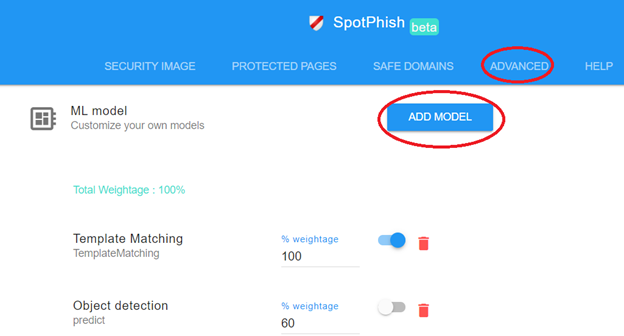 SpotPhish beta
SECURITY IMAGE PROTECTED PAGES SAFE DOMAINS ADVANCED HELP
ML model
Customize your own models
ADD MODEL
Total Weightage : 100%
Template Matching
TemplateMatching
% weightage
100
Object detection
predict
% weightage
60